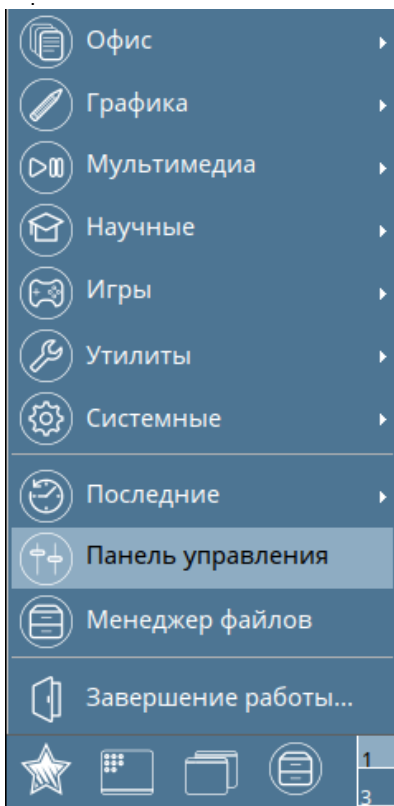 Офис
Графика
Мультимедиа
Научные
Игры
Утилиты
Системные
Последние
Панель управления
Менеджер файлов
Завершение работы...
1
3